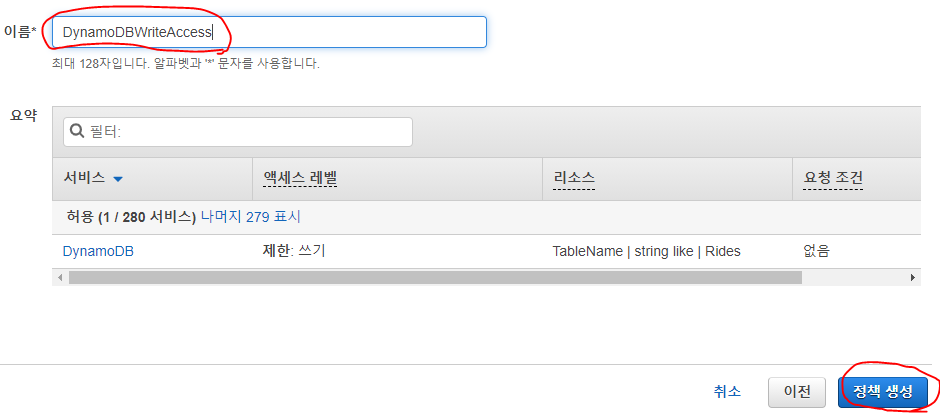 이름* DynamoDBWriteAccess
최대 128자입니다. 알파벳과 '*' 문자를 사용합니다.
요약
필터:
서비스 액세스 레벨 리소스 요청 조건
허용 (1 / 280 서비스) 나머지 279 표시
DynamoDB 제한: 쓰기 TableName | string like | Rides 없음
취소 이전 정책 생성